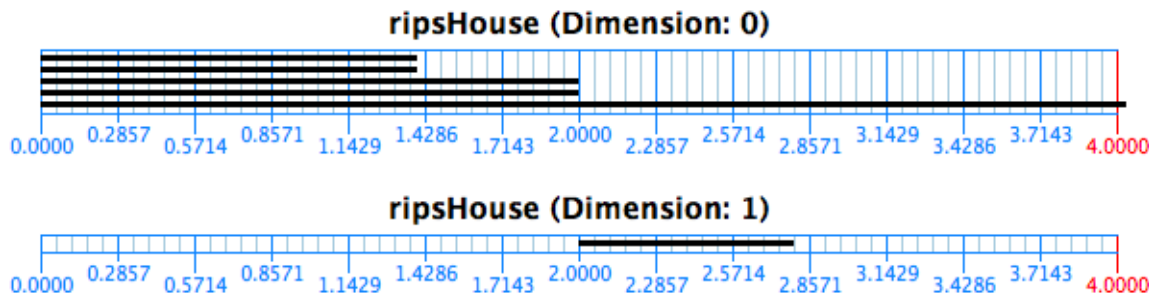 ripsHouse (Dimension: 0)
0.0000 0.2857 0.5714 0.8571 1.1429 1.4286 1.7143 2.0000 2.2857 2.5714 2.8571 3.1429 3.4286 3.7143 4.0000
ripsHouse (Dimension: 1)
0.0000 0.2857 0.5714 0.8571 1.1429 1.4286 1.7143 2.0000 2.2857 2.5714 2.8571 3.1429 3.4286 3.7143 4.0000